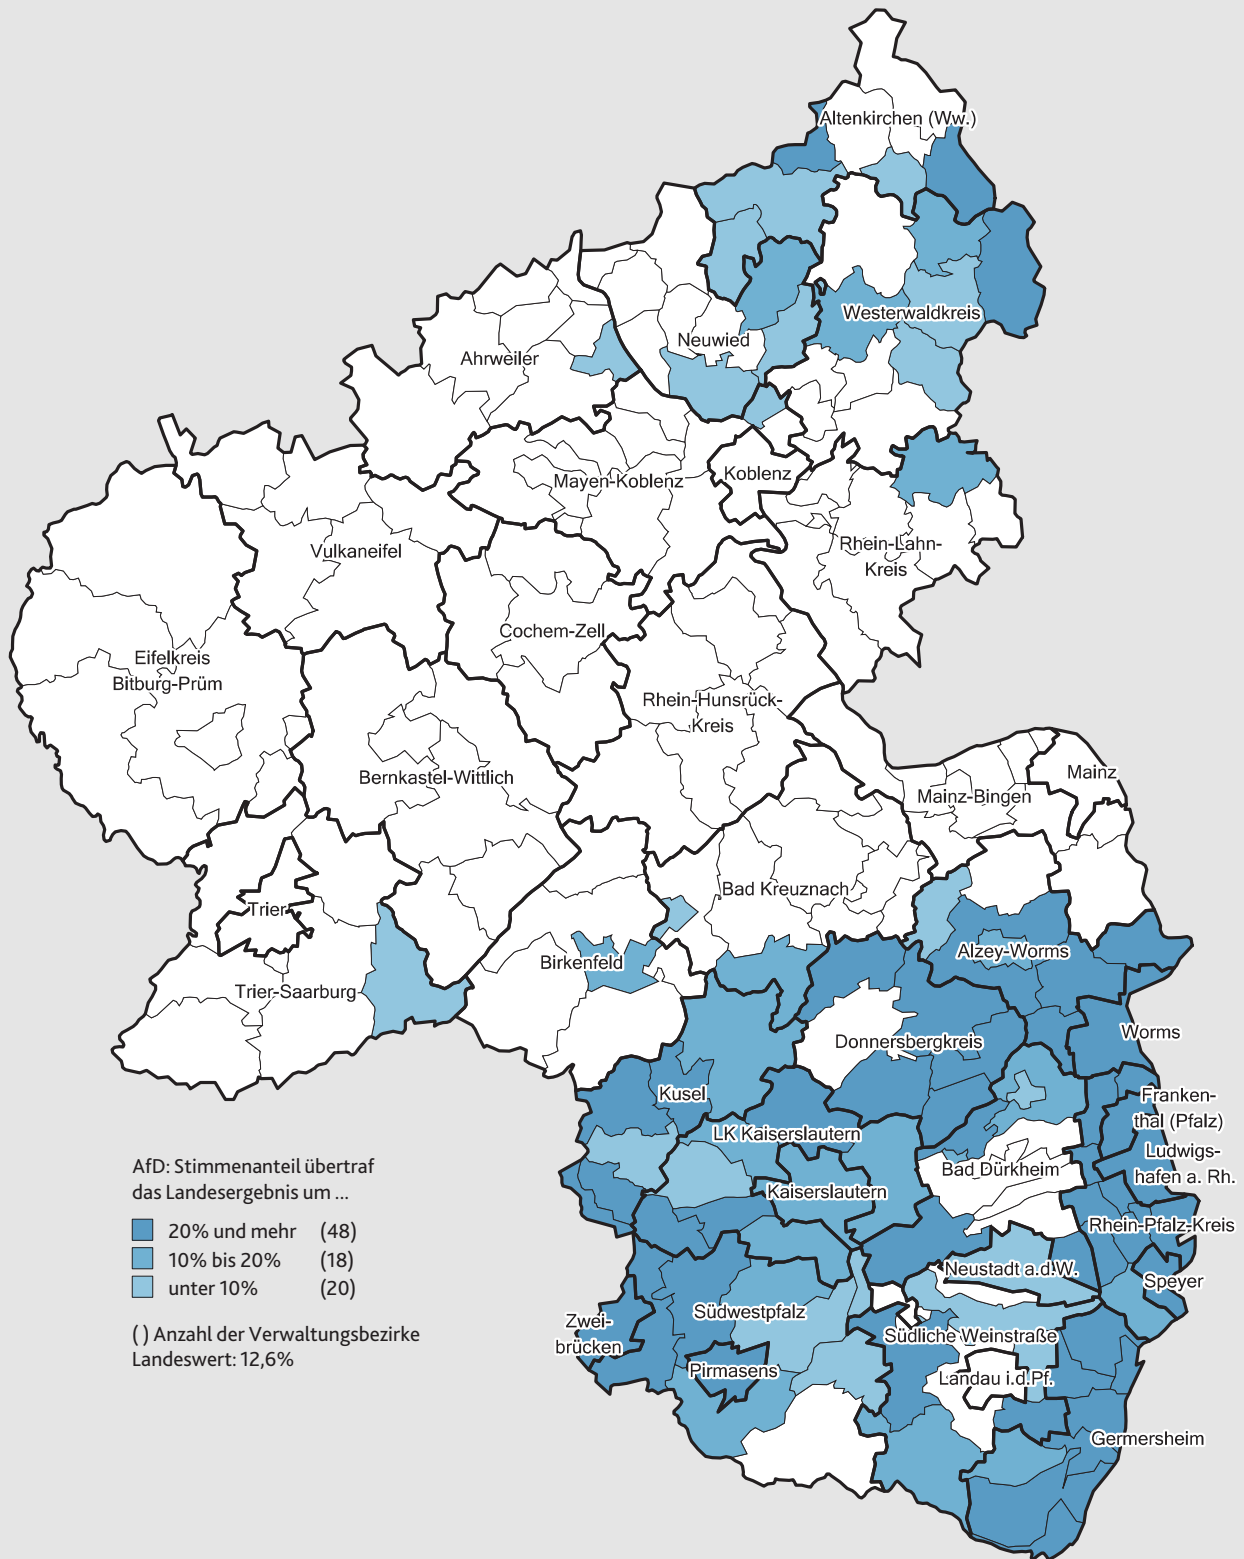 Altenkirchen (Ww.)
Westerwaldkreis
Neuwied
Ahrweiler
Mayen-Koblenz
Koblenz
Vulkaneifel
Rhein-Lahn-
Kreis
Cochem-Zell
Eifelkreis
Bitburg-Prüm
Rhein-Hunsrück-
Kreis
Bernkastel-Wittlich
Mainz
Mainz-Bingen
Bad Kreuznach
Trier
Alzey-Worms
Birkenfeld
Trier-Saarburg
Worms
Donnersbergkreis
Kusel
Franken-
thal (Pfalz)
LK Kaiserslautern
Ludwigs-
hafen a. Rh.
Bad Dürkheim
Kaiserslautern
Rhein-Pfalz-Kreis
Neustadt a.d.W.
Speyer
Südwestpfalz
Zwei-
brücken
Südliche Weinstraße
Pirmasens
Landau i.d.Pf.
Germersheim
AfD: Stimmenanteil übertraf
das Landesergebnis um ...
20% und mehr (48)
10% bis 20% (18)
unter 10% (20)
( ) Anzahl der Verwaltungsbezirke
Landeswert: 12,6%